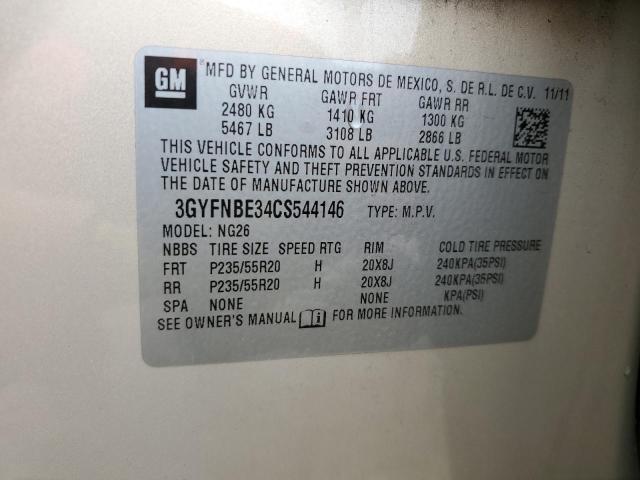 GM ® MFD BY GENERAL MOTORS DE MEXICO, S. DE R.L. DE C.V. 11/11
GVWR GAWR FRT GAWR RR
2480 KG 1410 KG 1300 KG
5467 LB 3108 LB 2866 LB
THIS VEHICLE CONFORMS TO ALL APPLICABLE U.S. FEDERAL MOTOR
VEHICLE SAFETY AND THEFT PREVENTION STANDARDS IN EFFECT ON
THE DATE OF MANUFACTURE SHOWN ABOVE.
3GYFNBE34CS544146 TYPE: M.P.V.
MODEL: NG26
NBBS TIRE SIZE SPEED RTG RIM COLD TIRE PRESSURE
FRT P235/55R20 H 20X8J 240KPA(35PSI)
RR P235/55R20 H 20X8J 240KPA(35PSI)
SPA NONE NONE KPA(PSI)
SEE OWNER'S MANUAL FOR MORE INFORMATION.